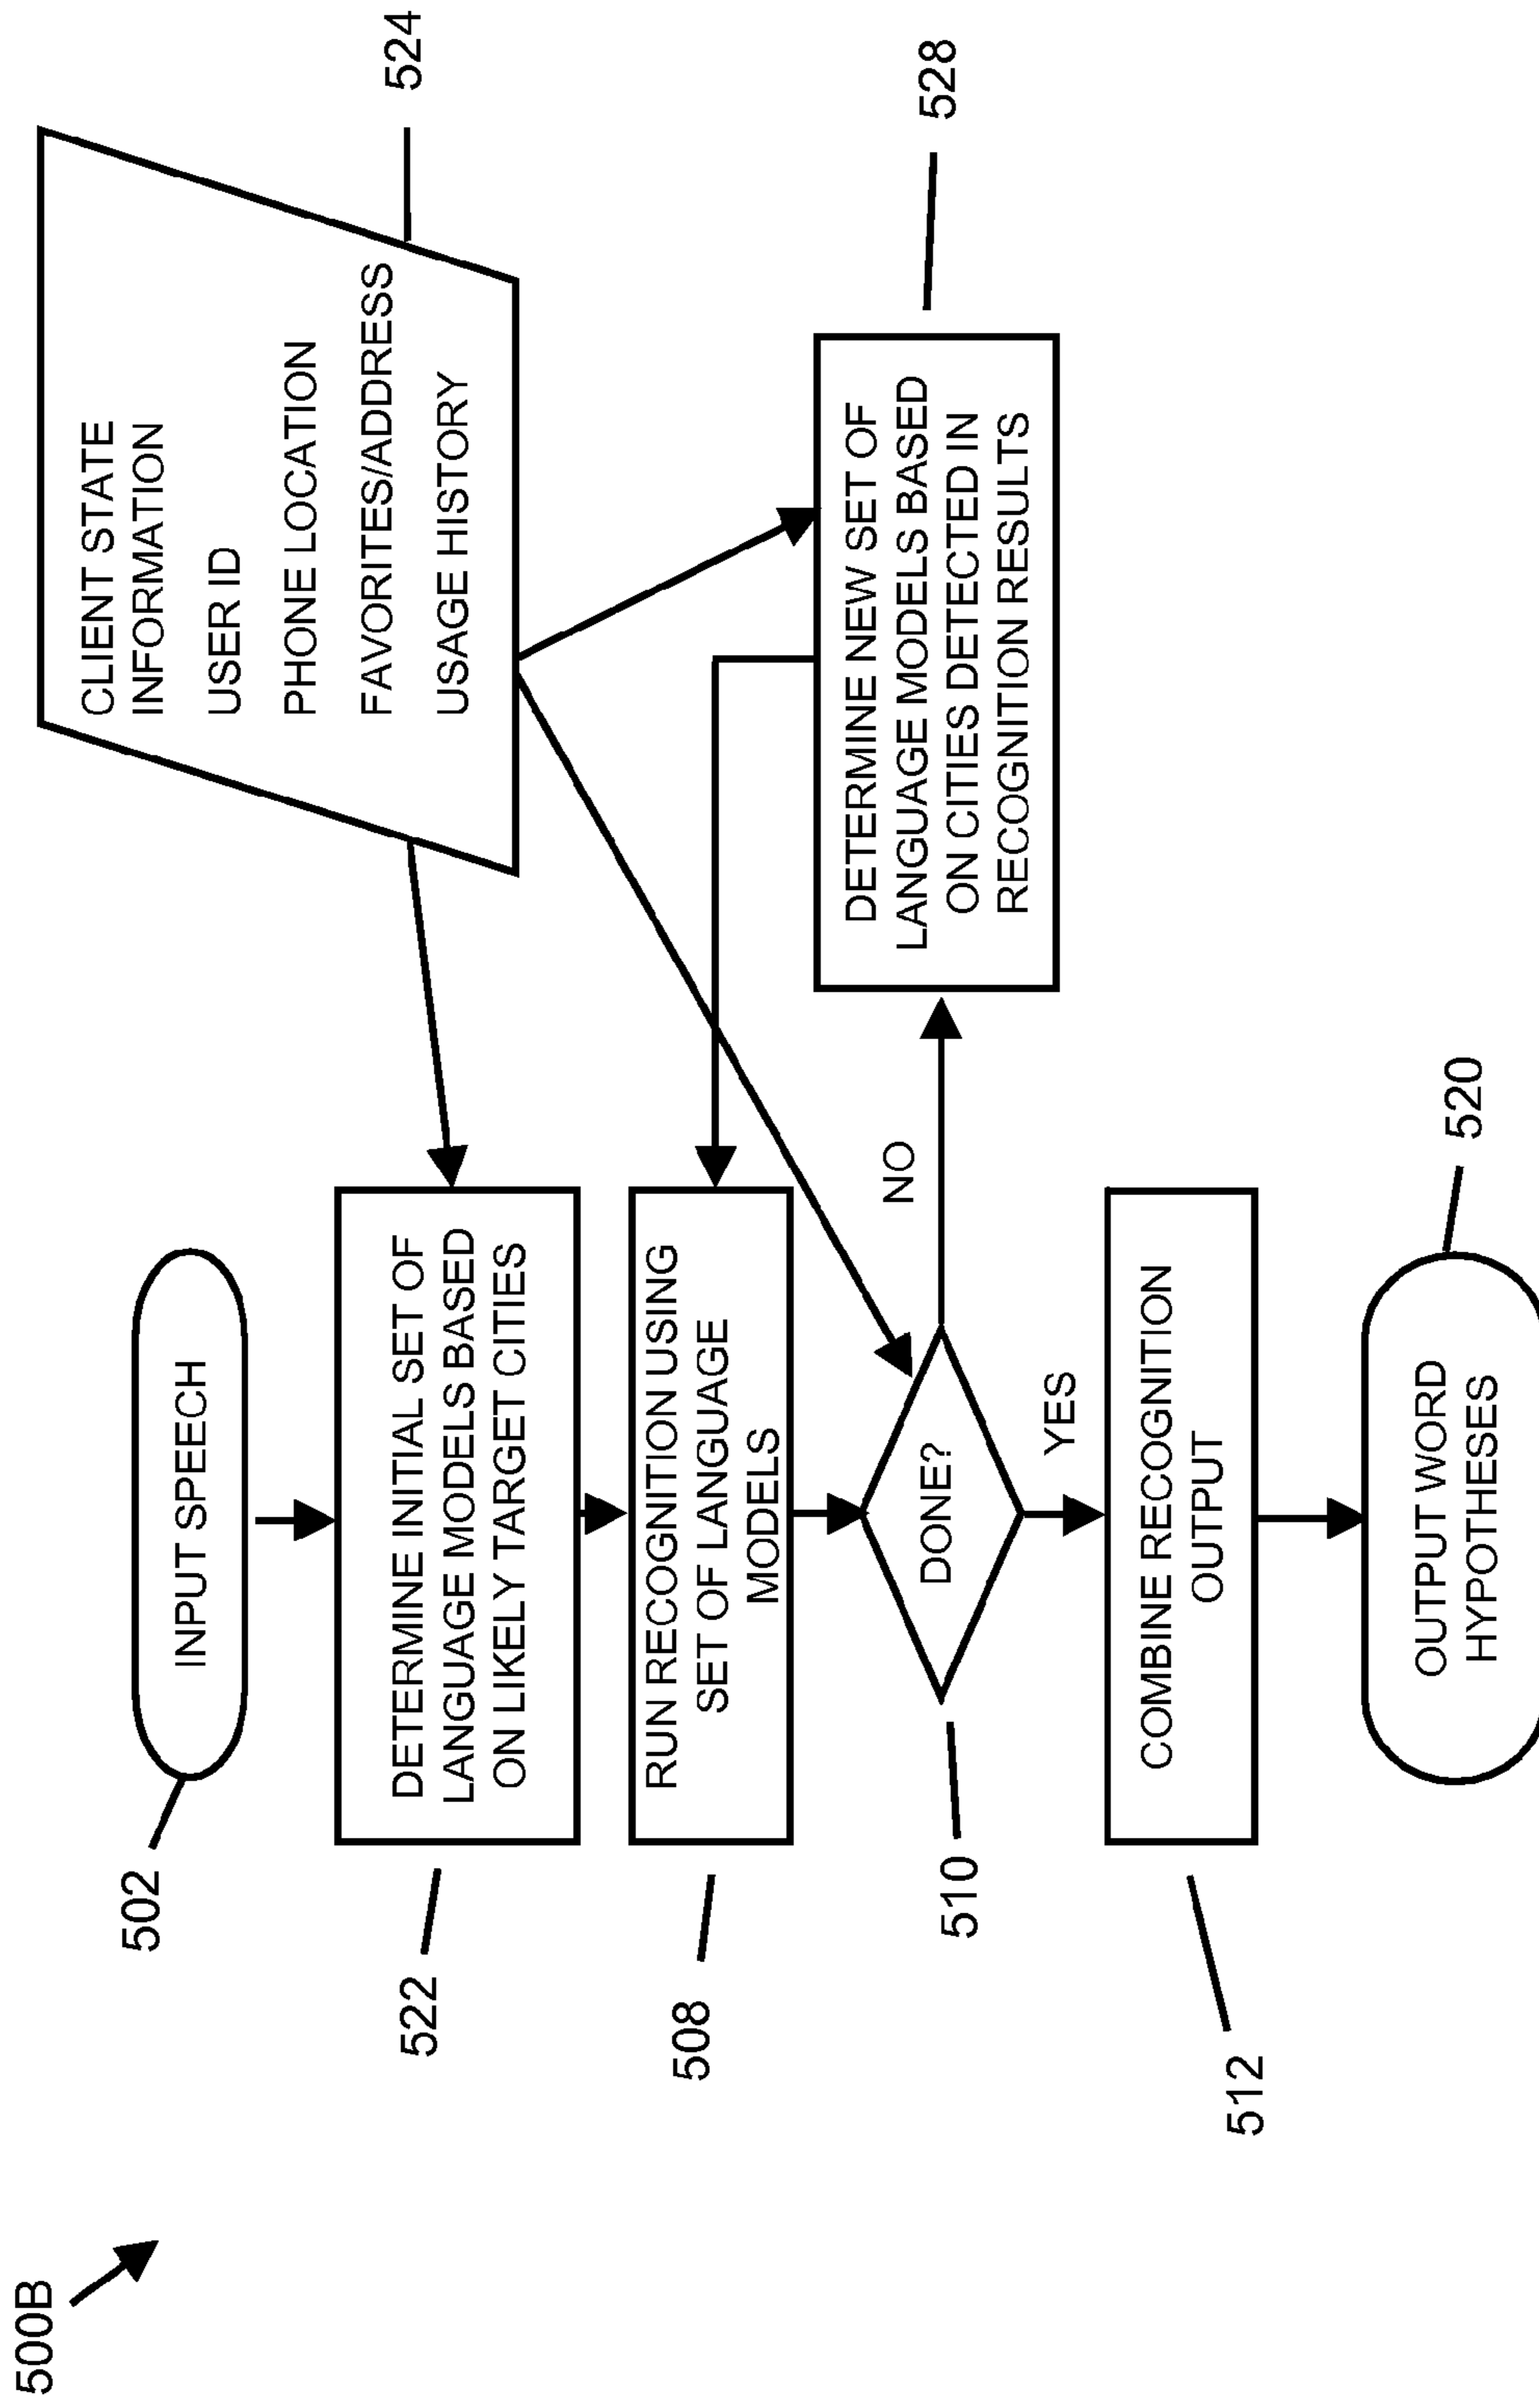 500B
502
INPUT SPEECH
CLIENT STATE
INFORMATION
USER ID
PHONE LOCATION
FAVORITES/ADDRESS
USAGE HISTORY
524
522
DETERMINE INITIAL SET OF
LANGUAGE MODELS BASED
ON LIKELY TARGET CITIES
508
RUN RECOGNITION USING
SET OF LANGUAGE
MODELS
510
DONE?
NO
DETERMINE NEW SET OF
LANGUAGE MODELS BASED
ON CITIES DETECTED IN
RECOGNITION RESULTS
528
YES
512
COMBINE RECOGNITION
OUTPUT
OUTPUT WORD
HYPOTHESES
520